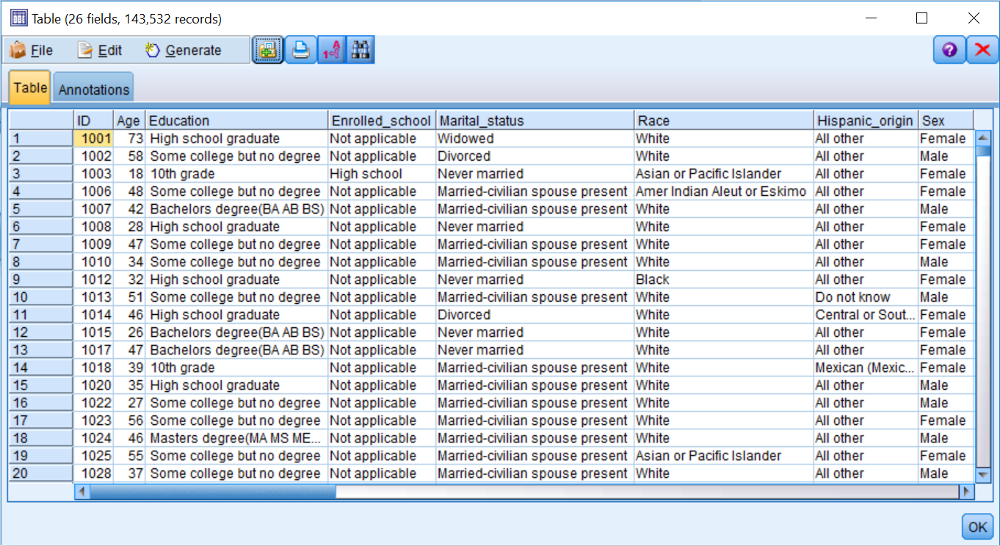 Table (26 fields, 143,532 records)
File Edit Generate
Table Annotations
ID Age Education Enrolled_school Marital_status Race Hispanic_origin Sex
1 1001 73 High school graduate Not applicable Widowed White All other Female
2 1002 58 Some college but no degree Not applicable Divorced White All other Male
3 1003 18 10th grade High school Never married Asian or Pacific Islander All other Female
4 1006 48 Some college but no degree Not applicable Married-civilian spouse present Amer Indian Aleut or Eskimo All other Female
5 1007 42 Bachelors degree(BA AB BS) Not applicable Married-civilian spouse present White All other Male
6 1008 28 High school graduate Not applicable Never married White All other Female
7 1009 47 Some college but no degree Not applicable Married-civilian spouse present White All other Female
8 1010 34 Some college but no degree Not applicable Married-civilian spouse present White All other Male
9 1012 32 High school graduate Not applicable Never married Black All other Female
10 1013 51 Some college but no degree Not applicable Married-civilian spouse present White Do not know Male
11 1014 46 High school graduate Not applicable Divorced White Central or Sout... Female
12 1015 26 Bachelors degree(BA AB BS) Not applicable Never married White All other Female
13 1017 47 Bachelors degree(BA AB BS) Not applicable Never married White All other Female
14 1018 39 10th grade Not applicable Married-civilian spouse present White Mexican (Mexic... Female
15 1020 35 High school graduate Not applicable Married-civilian spouse present White All other Male
16 1022 27 Some college but no degree Not applicable Married-civilian spouse present White All other Male
17 1023 56 Some college but no degree Not applicable Married-civilian spouse present White All other Female
18 1024 46 Masters degree(MA MS ME... Not applicable Married-civilian spouse present White All other Male
19 1025 55 Some college but no degree Not applicable Married-civilian spouse present Asian or Pacific Islander All other Female
20 1028 37 Some college but no degree Not applicable Married-civilian spouse present White All other Male
OK